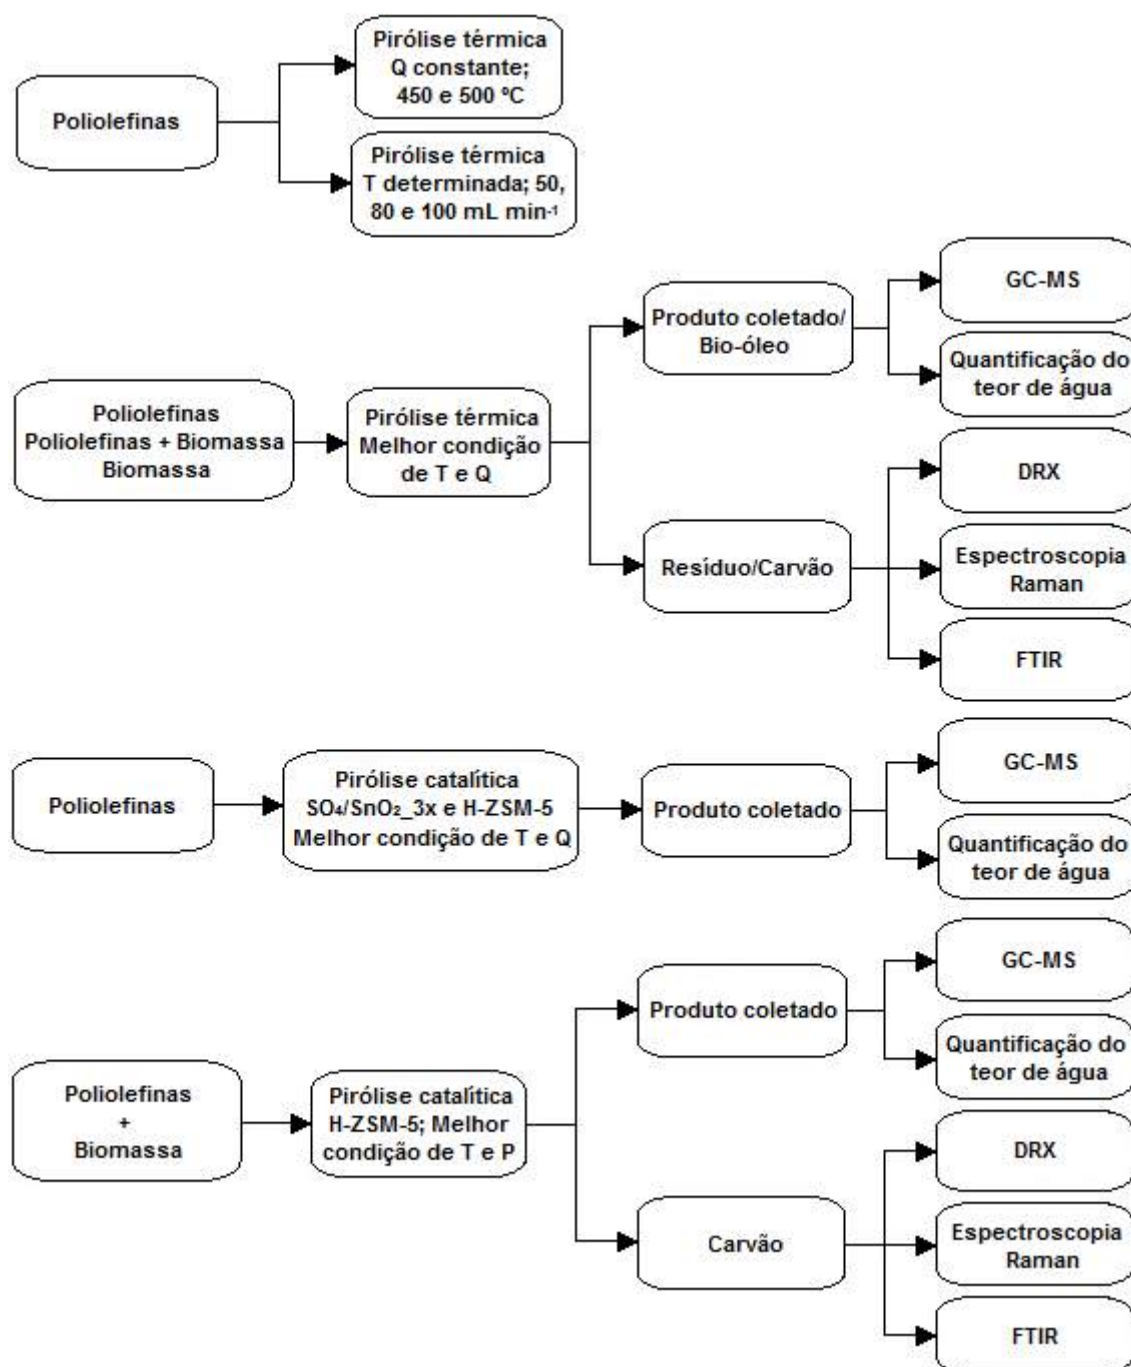 Pirólise térmica
Q constante;
450 e 500 ºC
Poliolefinas
Pirólise térmica
T determinada; 50,
80 e 100 mL min-¹
GC-MS
Produto coletado/
Bio-óleo
Quantificação do
teor de água
Poliolefinas
Poliolefinas + Biomassa
Biomassa
Pirólise térmica
Melhor condição
de T e Q
DRX
Resíduo/Carvão
Espectroscopia
Raman
FTIR
GC-MS
Poliolefinas
Pirólise catalítica
SO₄/SnO₂_3x e H-ZSM-5
Melhor condição de T e Q
Produto coletado
Quantificação do
teor de água
GC-MS
Produto coletado
Quantificação do
teor de água
Poliolefinas
+
Biomassa
Pirólise catalítica
H-ZSM-5; Melhor
condição de T e P
DRX
Carvão
Espectroscopia
Raman
FTIR